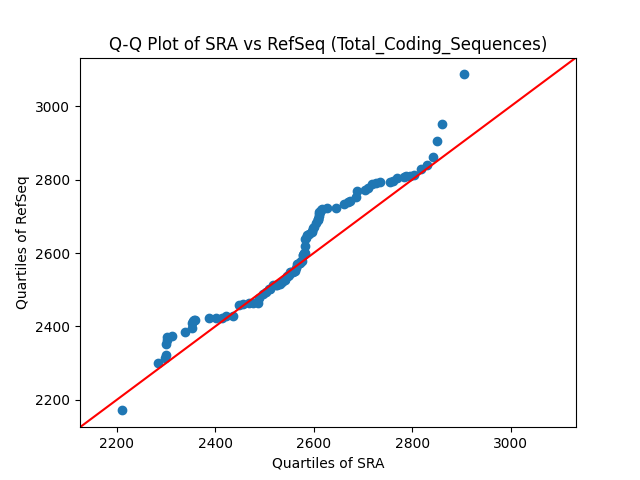 Q-Q Plot of SRA vs RefSeq (Total_Coding_Sequences)
3000
2800
2600
2400
2200
Quartiles of RefSeq
2200 2400 2600 2800 3000
Quartiles of SRA